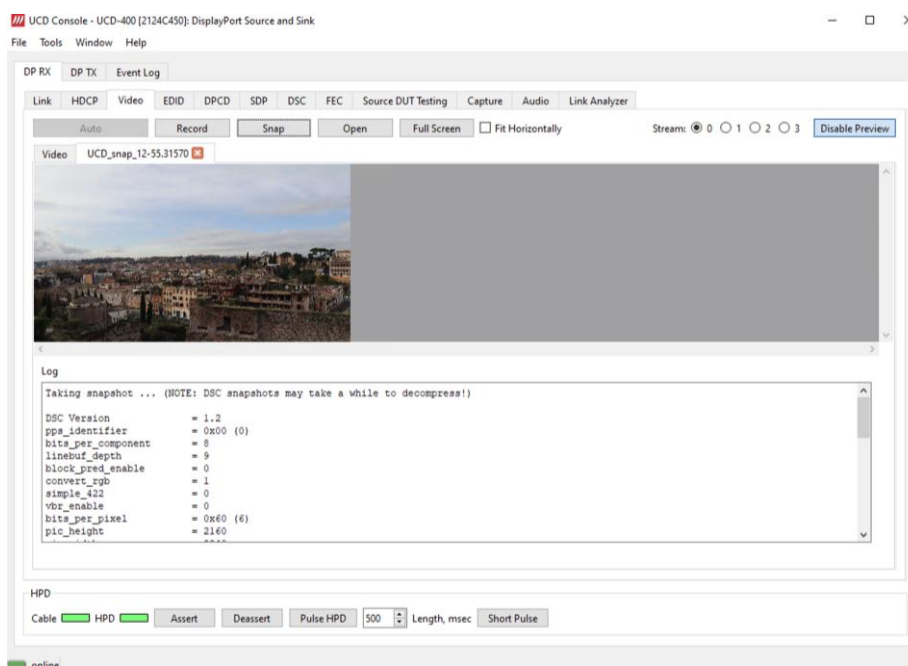 UCD Console - UCD-400 [2124C450]: DisplayPort Source and Sink
File Tools Window Help
DP RX DP TX Event Log
Link HDCP Video EDID DPCD SDP DSC FEC Source DUT Testing Capture Audio Link Analyzer
Auto Record Snap Open Full Screen Fit Horizontally Stream: 0 1 2 3 Disable Preview
Video UCD_snap_12-55.31570
Log
Taking snapshot ... (NOTE: DSC snapshots may take a while to decompress!)
DSC Version = 1.2
pps_identifier = 0x00 (0)
bits_per_component = 8
linebuf_depth = 9
block_pred_enable = 0
convert_rgb = 1
simple_422 = 0
vbr_enable = 0
bits_per_pixel = 0x60 (6)
pic_height = 2160
HPD
Cable HPD Assert Deassert Pulse HPD 500 Length, msec Short Pulse
online